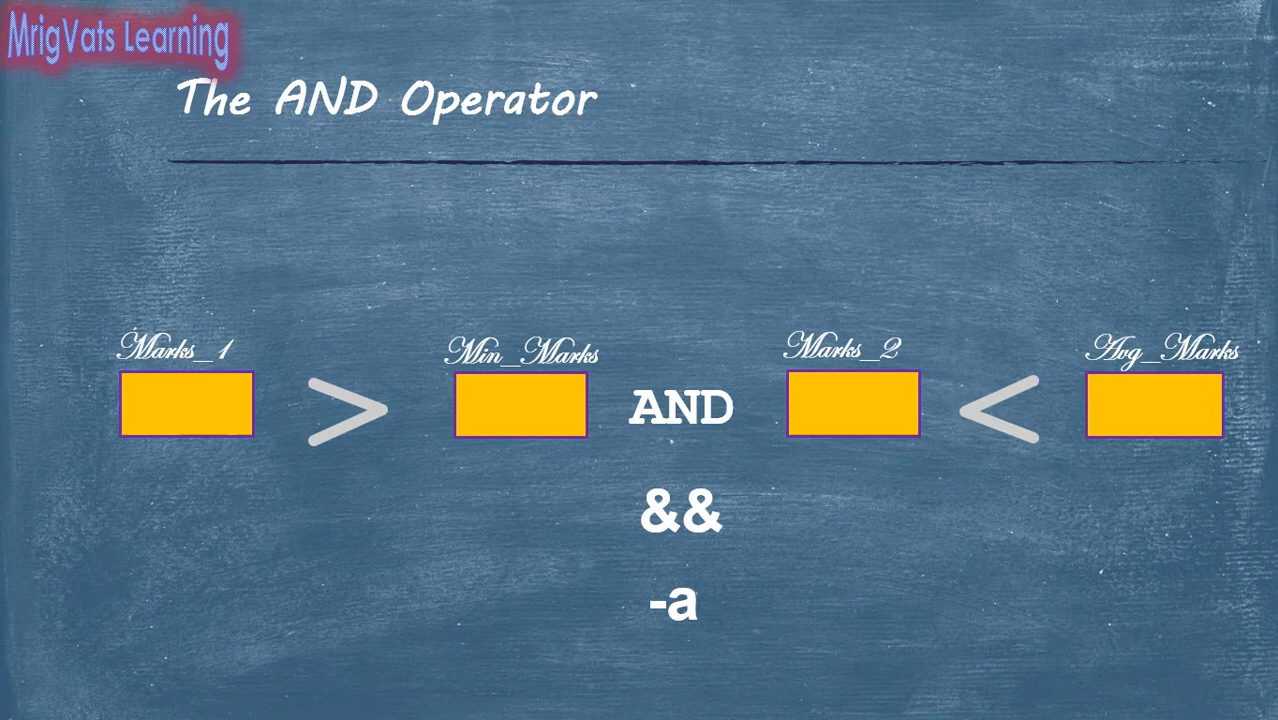 MrigVats Learning
The AND Operator
Marks_1 Min_Marks Marks_2 Avg_Marks
> AND <
&&
-a